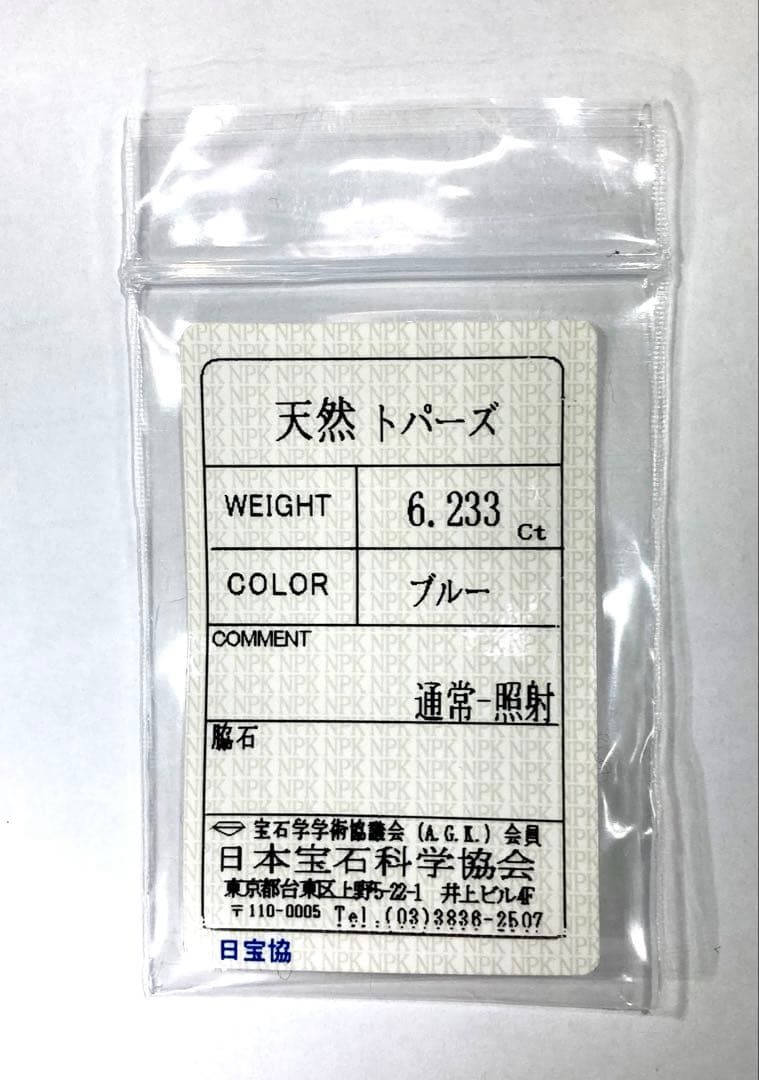 天然 トパーズ
WEIGHT 6.233 Ct
COLOR ブルー
COMMENT
通常-照射
脇石
宝石学学術協議会 (A.G.K.) 会員
日本宝石科学協会
東京都台東区上野5-22-1 井上ビル4F
〒110-0005 Tel.(03)3836-2507
日宝協